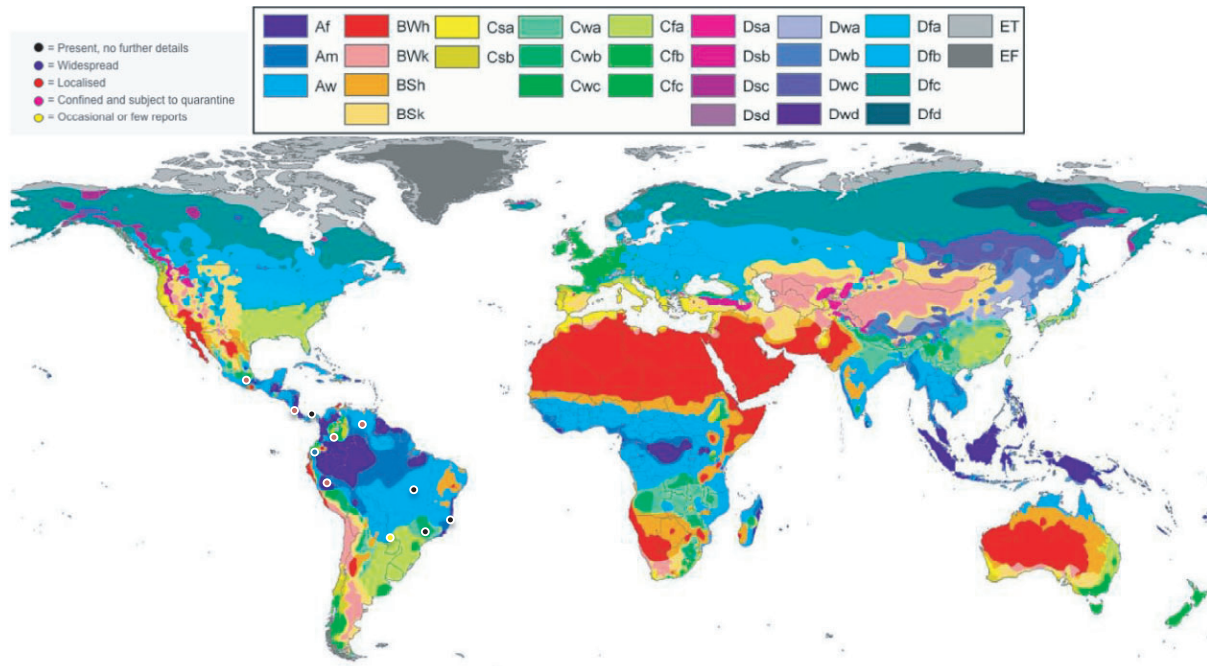 = Present, no further details
= Widespread
= Localised
= Confined and subject to quarantine
= Occasional or few reports
Af BWh Csa Cwa Cfa Dsa Dwa Dfa ET
Am BWk Csb Cwb Cfb Dsb Dwb Dfb EF
Aw BSh Cwc Cfc Dsc Dwc Dfc
BSk Dsd Dwd Dfd